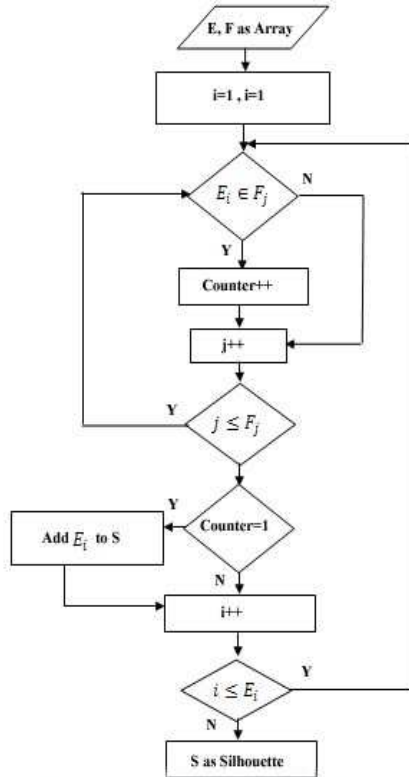 E, F as Array
i=1 , i=1
E_i ∈ F_j
N
Y
Counter++
j++
Y
j ≤ F_j
Y
Counter=1
Add E_i to S
N
i++
Y
i ≤ E_i
N
S as Silhouette